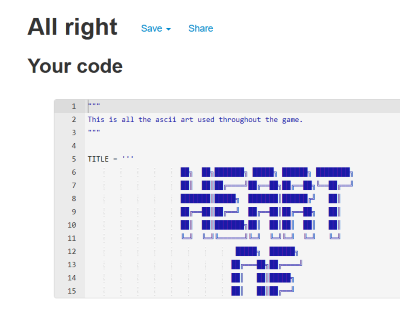 All right
Save
Share
Your code
1 """
2 This is all the ascii art used throughout the game.
3 """
4
5 TITLE = '''
6
7
8 HEART
9
10
11
12
13
14
15